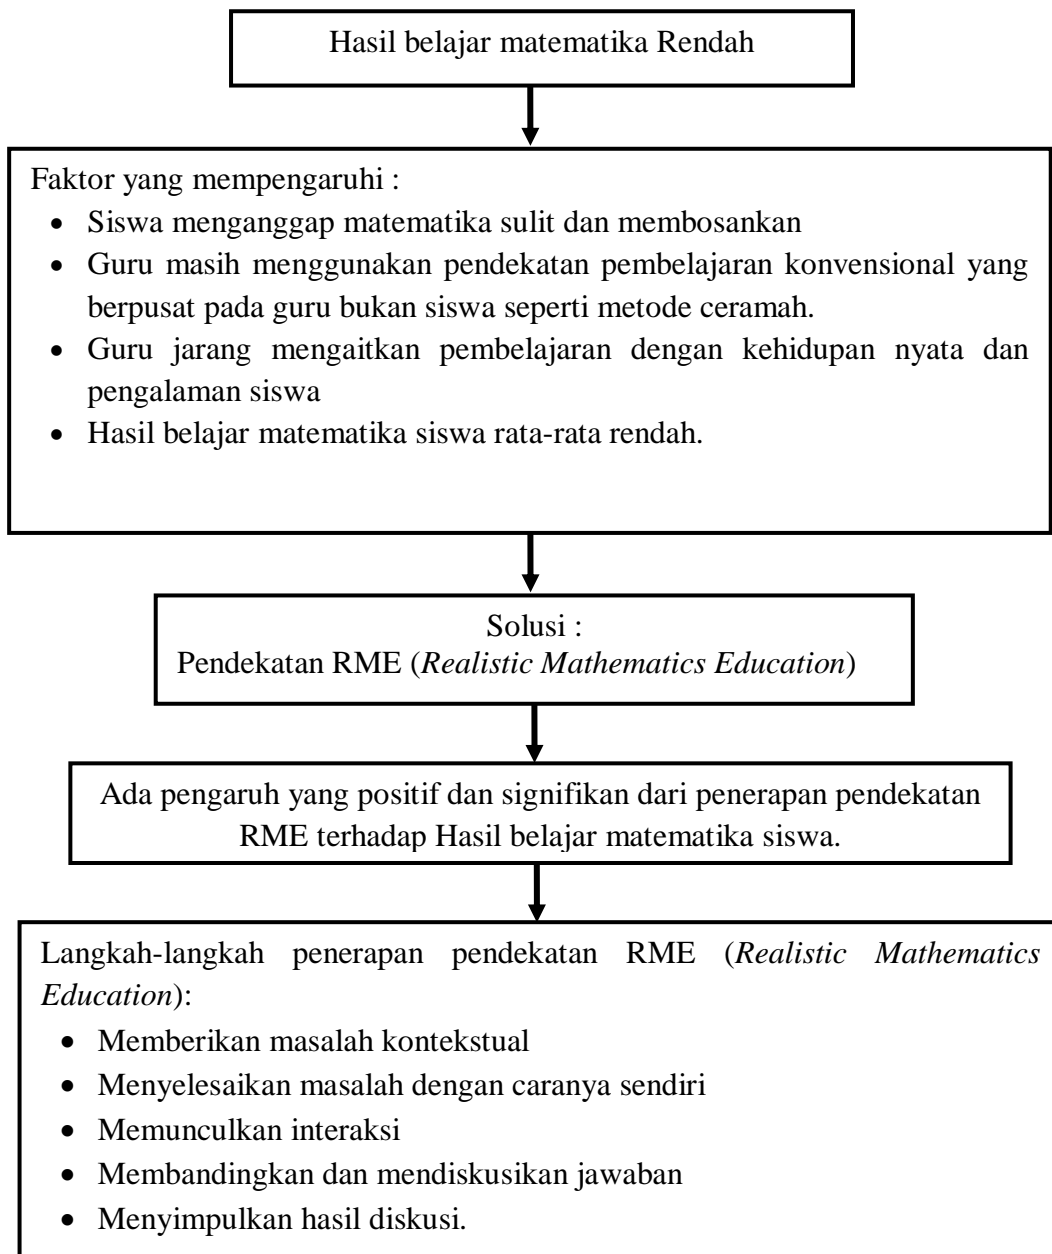 Hasil belajar matematika Rendah
Faktor yang mempengaruhi :
• Siswa menganggap matematika sulit dan membosankan
• Guru masih menggunakan pendekatan pembelajaran konvensional yang
berpusat pada guru bukan siswa seperti metode ceramah.
• Guru jarang mengaitkan pembelajaran dengan kehidupan nyata dan
pengalaman siswa
• Hasil belajar matematika siswa rata-rata rendah.
Solusi :
Pendekatan RME (Realistic Mathematics Education)
Ada pengaruh yang positif dan signifikan dari penerapan pendekatan
RME terhadap Hasil belajar matematika siswa.
Langkah-langkah penerapan pendekatan RME (Realistic Mathematics
Education):
• Memberikan masalah kontekstual
• Menyelesaikan masalah dengan caranya sendiri
• Memunculkan interaksi
• Membandingkan dan mendiskusikan jawaban
• Menyimpulkan hasil diskusi.